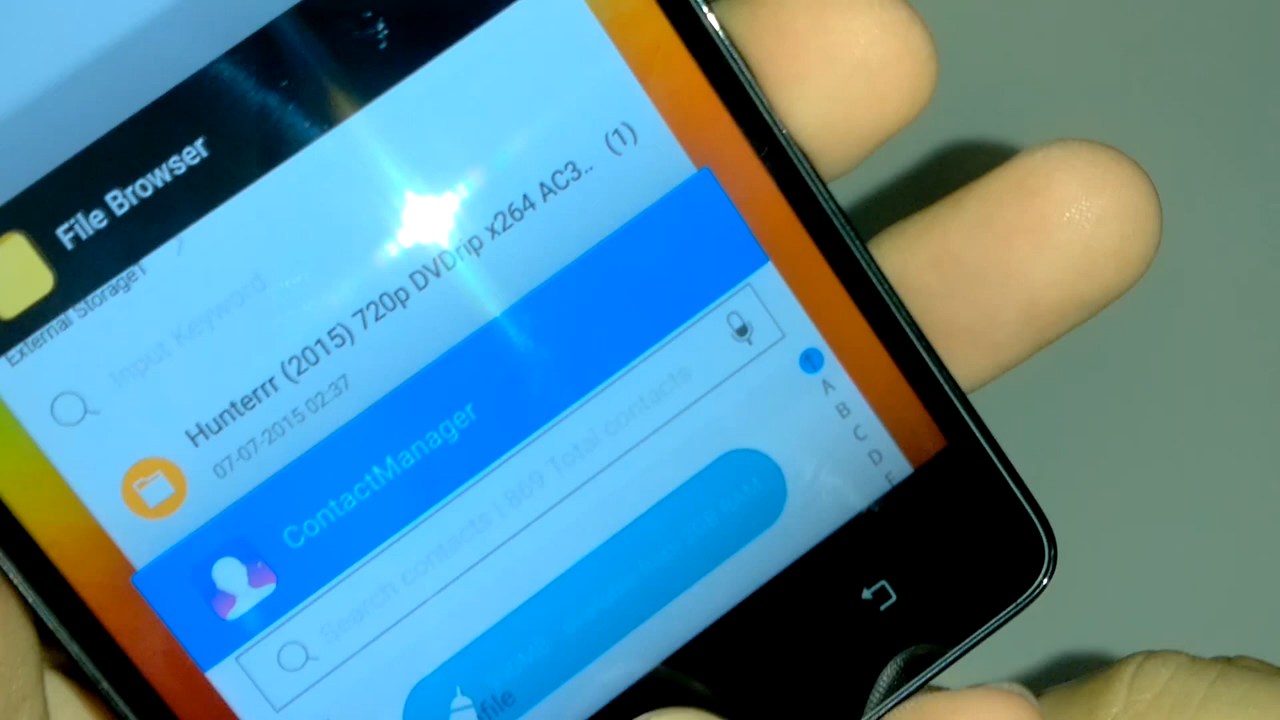 File Browser
External Storage1
Input Keyword
Hunterrr (2015) 720p DVDrip x264 AC3.. (1)
07-07-2015 02:37
ContactManager
Search contacts | 869 Total contacts
A
B
C
D
file